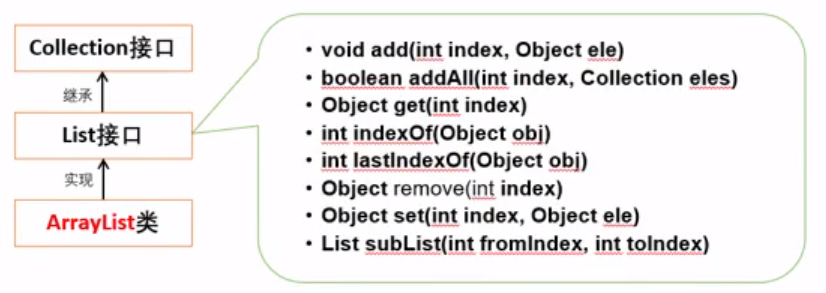 Collection接口
继承
List接口
实现
ArrayList类
• void add(int index, Object ele)
• boolean addAll(int index, Collection eles)
• Object get(int index)
• int indexOf(Object obj)
• int lastIndexOf(Object obj)
• Object remove(int index)
• Object set(int index, Object ele)
• List subList(int fromIndex, int toIndex)